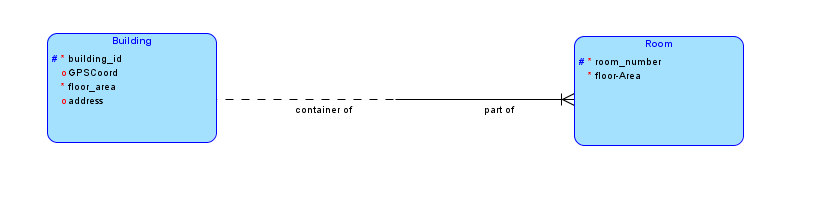 Building
# * building_id
o GPSCoord
* floor_area
o address
container of
part of
Room
# * room_number
* floor-Area